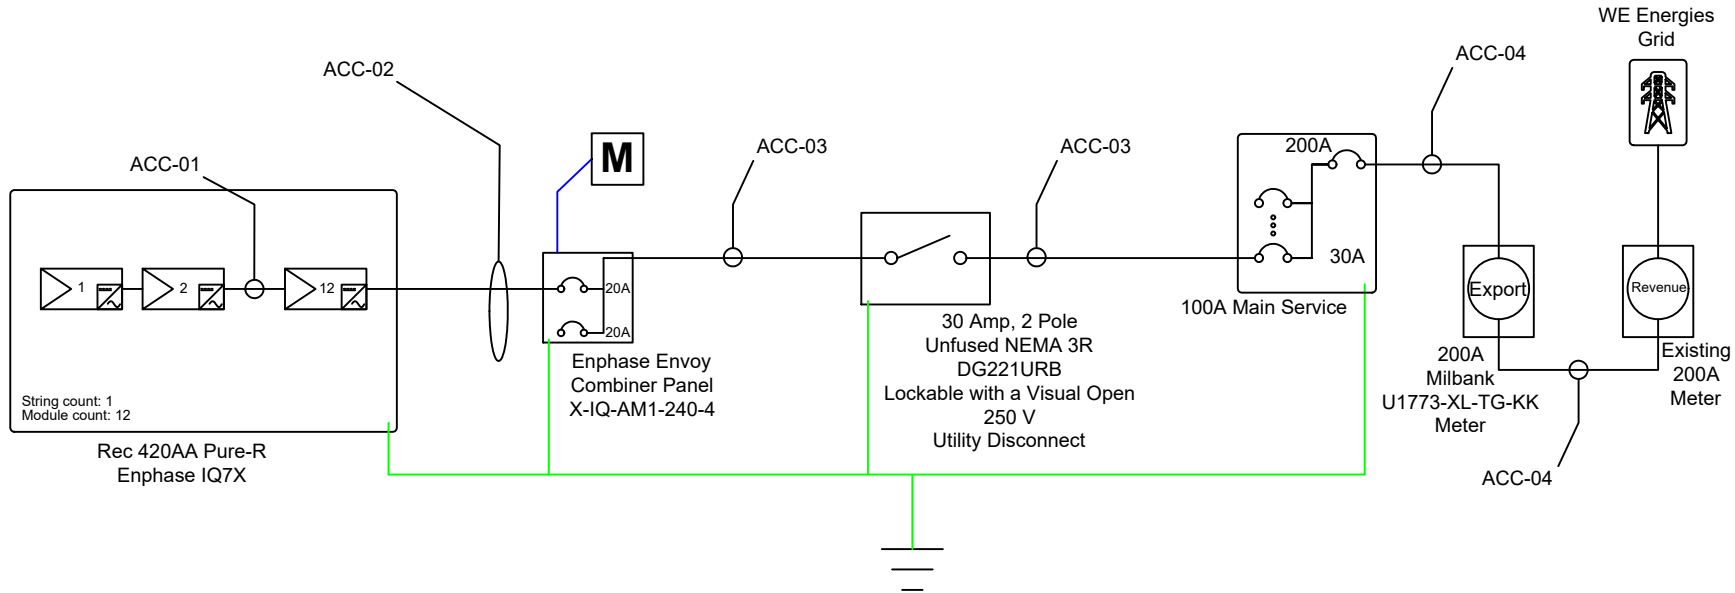 WE Energies
Grid
ACC-04
ACC-02
ACC-03
ACC-03
200A
M
ACC-01
30A
1
2
12
20A
20A
Export
Revenue
100A Main Service
30 Amp, 2 Pole
Unfused NEMA 3R
DG221URB
Lockable with a Visual Open
250 V
Utility Disconnect
200A
Milbank
U1773-XL-TG-KK
Meter
Existing
200A
Meter
Enphase Envoy
Combiner Panel
X-IQ-AM1-240-4
String count: 1
Module count: 12
Rec 420AA Pure-R
Enphase IQ7X
ACC-04